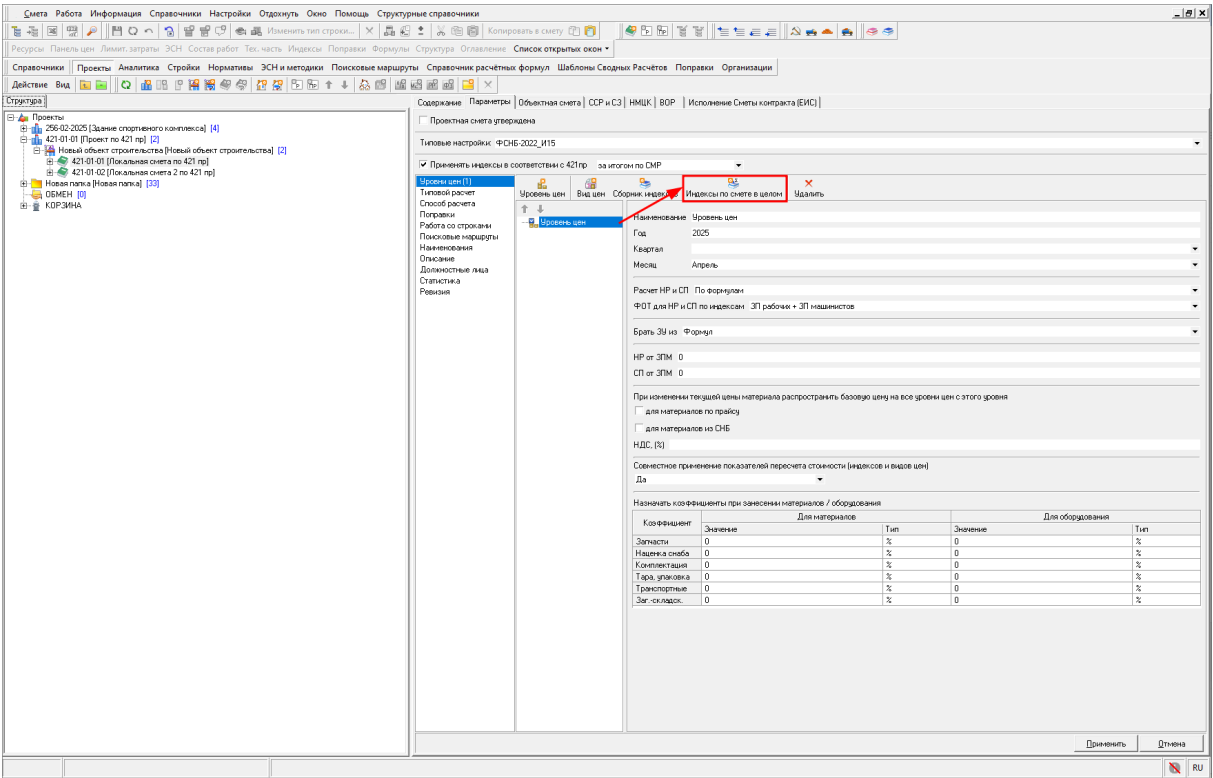 Смета Работа Информация Справочники Настройки Отдохнуть Окно Помощь Структурные справочники
Изменить тип строки... Копировать в смету
Ресурсы Панель цен Лимит. затраты ЭСН Состав работ Тех. часть Индексы Поправки Формулы Структура Оглавление Список открытых окон
Справочники Проекты Аналитика Стройки Нормативы ЭСН и методики Поисковые маршруты Справочник расчётных формул Шаблоны Сводных Расчётов Поправки Организации
Действие Вид
Структура
Проекты
256-02-2025 [Здание спортивного комплекса] [4]
421-01-01 [Проект по 421 пр] [2]
Новый объект строительства [Новый объект строительства] [2]
421-01-01 [Локальная смета по 421 пр]
421-01-02 [Локальная смета 2 по 421 пр]
Новая папка [Новая папка] [33]
ОБМЕН [0]
КОРЗИНА
Содержание Параметры Объектная смета ССР и СЗ НМЦК ВОР Исполнение Сметы контракта (ЕИС)
Проектная смета утверждена
Типовые настройки: ФСНБ-2022_И15
Применять индексы в соответствии с 421пр за итогом по СМР
Уровни цен (1)
Типовой расчет
Способ расчета
Поправки
Работа со строками
Поисковые маршруты
Наименования
Описание
Должностные лица
Статистика
Ревизия
Уровень цен Вид цен Сборник индексов Индексы по смете в целом Удалить
Уровень цен
Наименование Уровень цен
Год 2025
Квартал
Месяц Апрель
Расчет НР и СП По формулам
ФОТ для НР и СП по индексам ЗП рабочих + ЗП машинистов
Брать ЗУ из Формул
НР от ЗПМ 0
СП от ЗПМ 0
При изменении текущей цены материала распространить базовую цену на все уровни цен с этого уровня
для материалов по прайсу
для материалов из СНБ
НДС, (%)
Совместное применение показателей пересчета стоимости (индексов и видов цен)
Да
Назначать коэффициенты при занесении материалов / оборудования
Коэффициент Для материалов Для оборудования
Значение Тип Значение Тип
Запчасти 0 % 0 %
Наценка снаба 0 % 0 %
Комплектация 0 % 0 %
Тара, упаковка 0 % 0 %
Транспортные 0 % 0 %
Заг.-складск. 0 % 0 %
Применить Отмена
RU